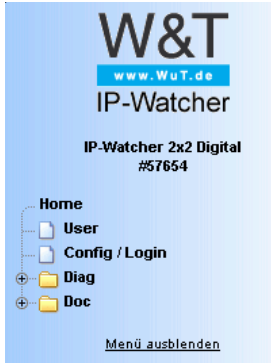 W&T
www.WuT.de
IP-Watcher
IP-Watcher 2x2 Digital
#57654
Home
User
Config / Login
Diag
Doc
Menü ausblenden